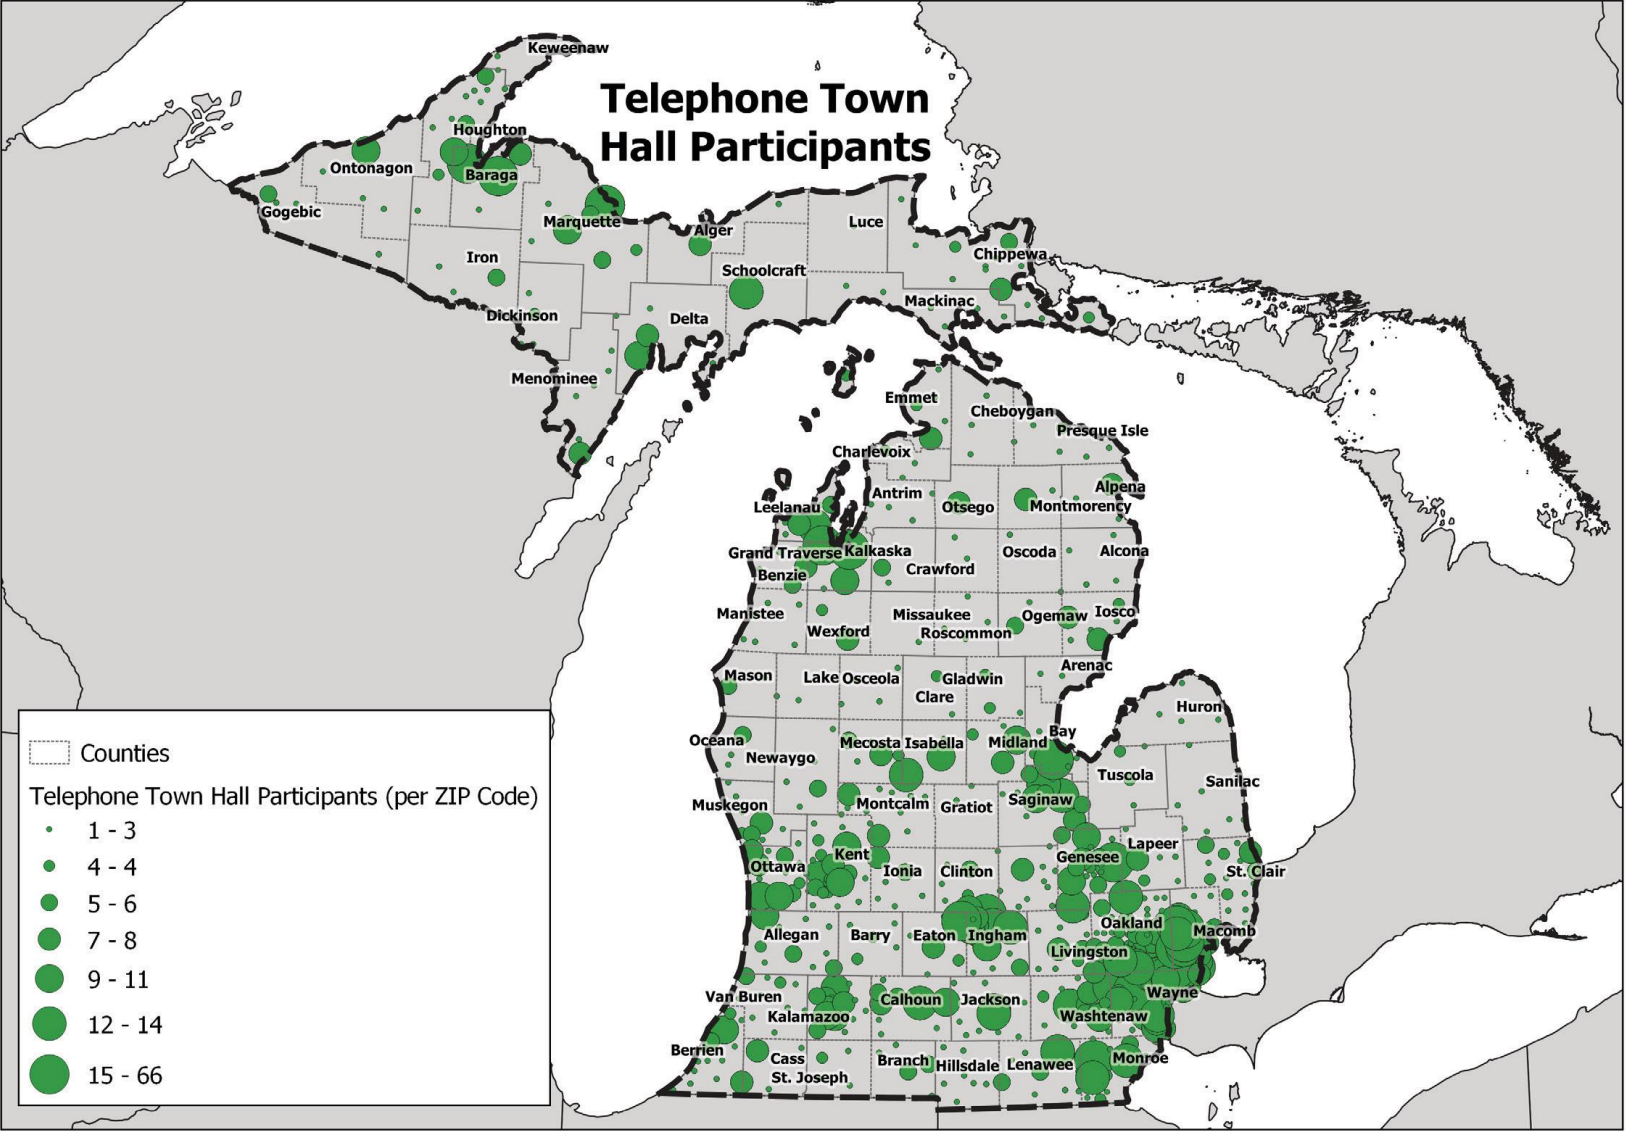 Telephone Town
Hall Participants
Keweenaw
Houghton
Ontonagon
Baraga
Gogebic
Marquette
Alger
Luce
Chippewa
Iron
Schoolcraft
Mackinac
Dickinson
Delta
Menominee
Emmet
Cheboygan
Presque Isle
Charlevoix
Antrim
Alpena
Leelanau
Otsego
Montmorency
Grand Traverse
Kalkaska
Oscoda
Alcona
Crawford
Benzie
Manistee
Missaukee
Ogemaw
Iosco
Wexford
Roscommon
Arenac
Mason
Lake
Osceola
Gladwin
Clare
Huron
Oceana
Newaygo
Mecosta
Isabella
Midland
Bay
Tuscola
Sanilac
Muskegon
Montcalm
Gratiot
Saginaw
Kent
Ottawa
Ionia
Clinton
Genesee
Lapeer
St. Clair
Allegan
Barry
Eaton
Ingham
Livingston
Oakland
Macomb
Van Buren
Kalamazoo
Calhoun
Jackson
Washtenaw
Wayne
Berrien
Cass
St. Joseph
Branch
Hillsdale
Lenawee
Monroe
Counties
Telephone Town Hall Participants (per ZIP Code)
1 - 3
4 - 4
5 - 6
7 - 8
9 - 11
12 - 14
15 - 66